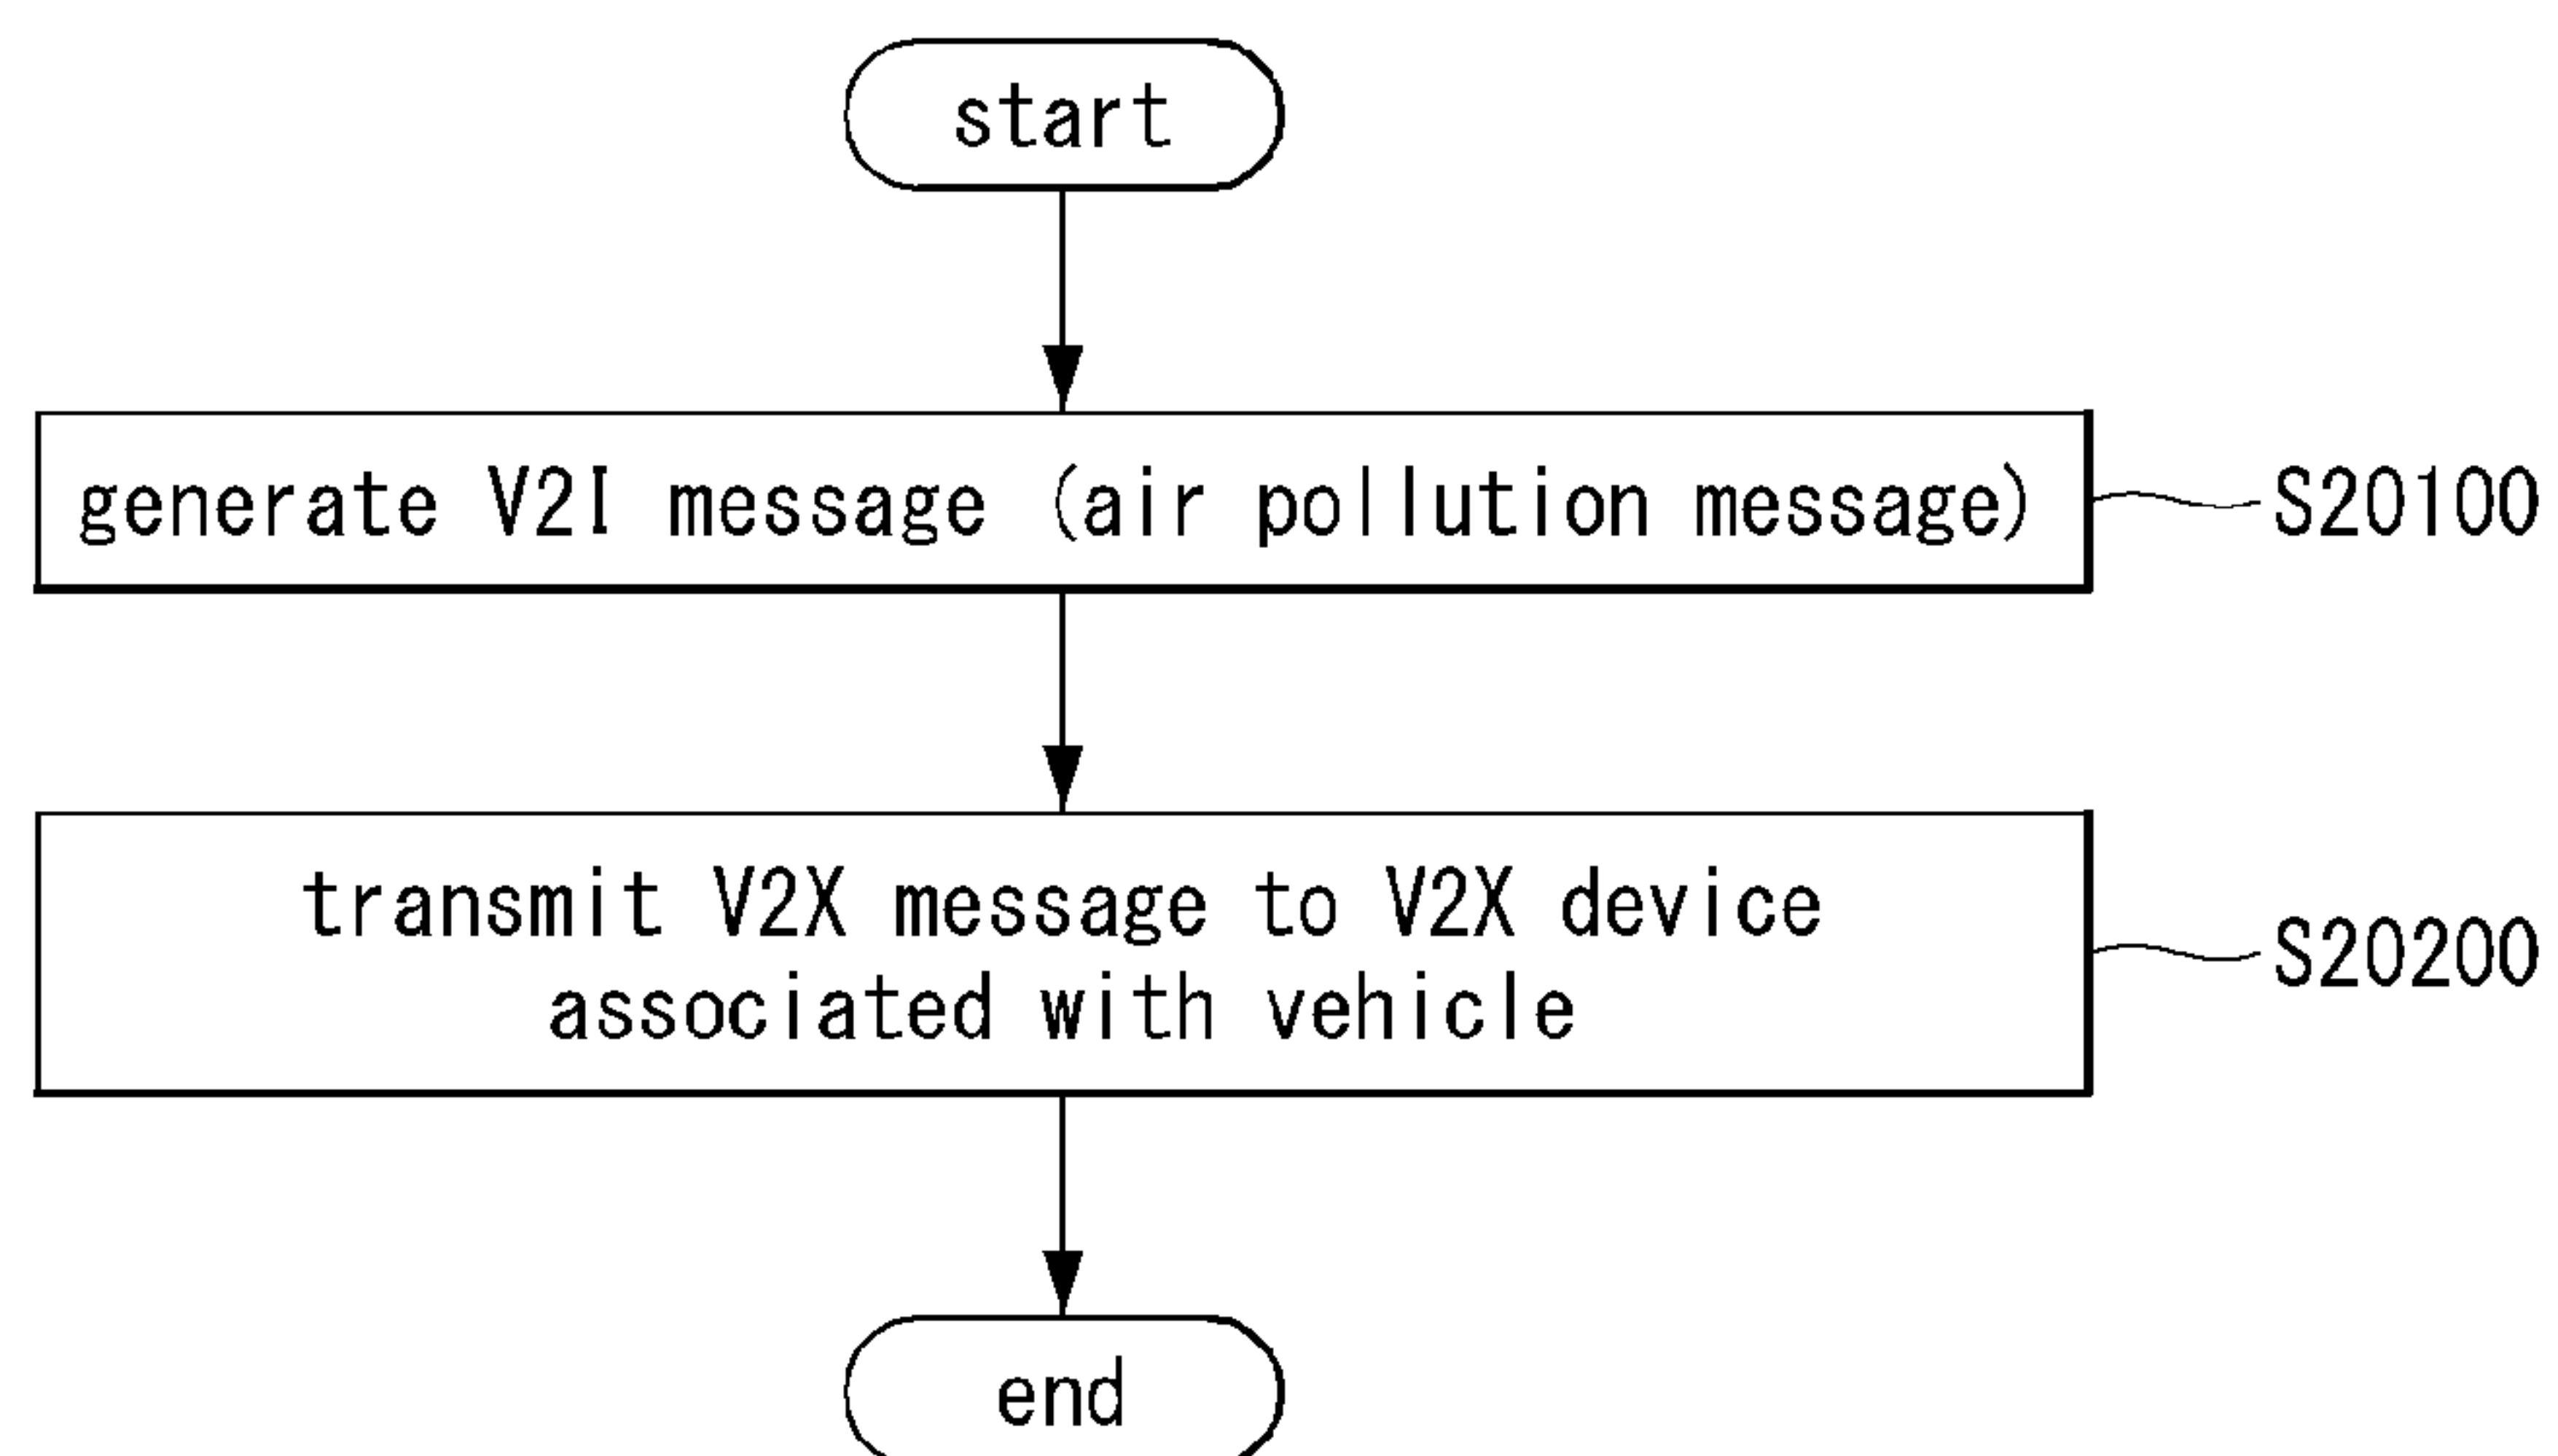 start
generate V2I message (air pollution message)
S20100
transmit V2X message to V2X device
associated with vehicle
S20200
end